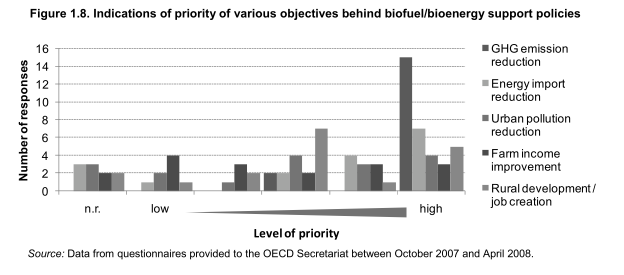 Figure 1.8. Indications of priority of various objectives behind biofuel/bioenergy support policies
Number of responses
16
14
12
10
8
6
4
2
0
n.r.
low
high
Level of priority
GHG emission
reduction
Energy import
reduction
Urban pollution
reduction
Farm income
improvement
Rural development /
job creation
Source: Data from questionnaires provided to the OECD Secretariat between October 2007 and April 2008.